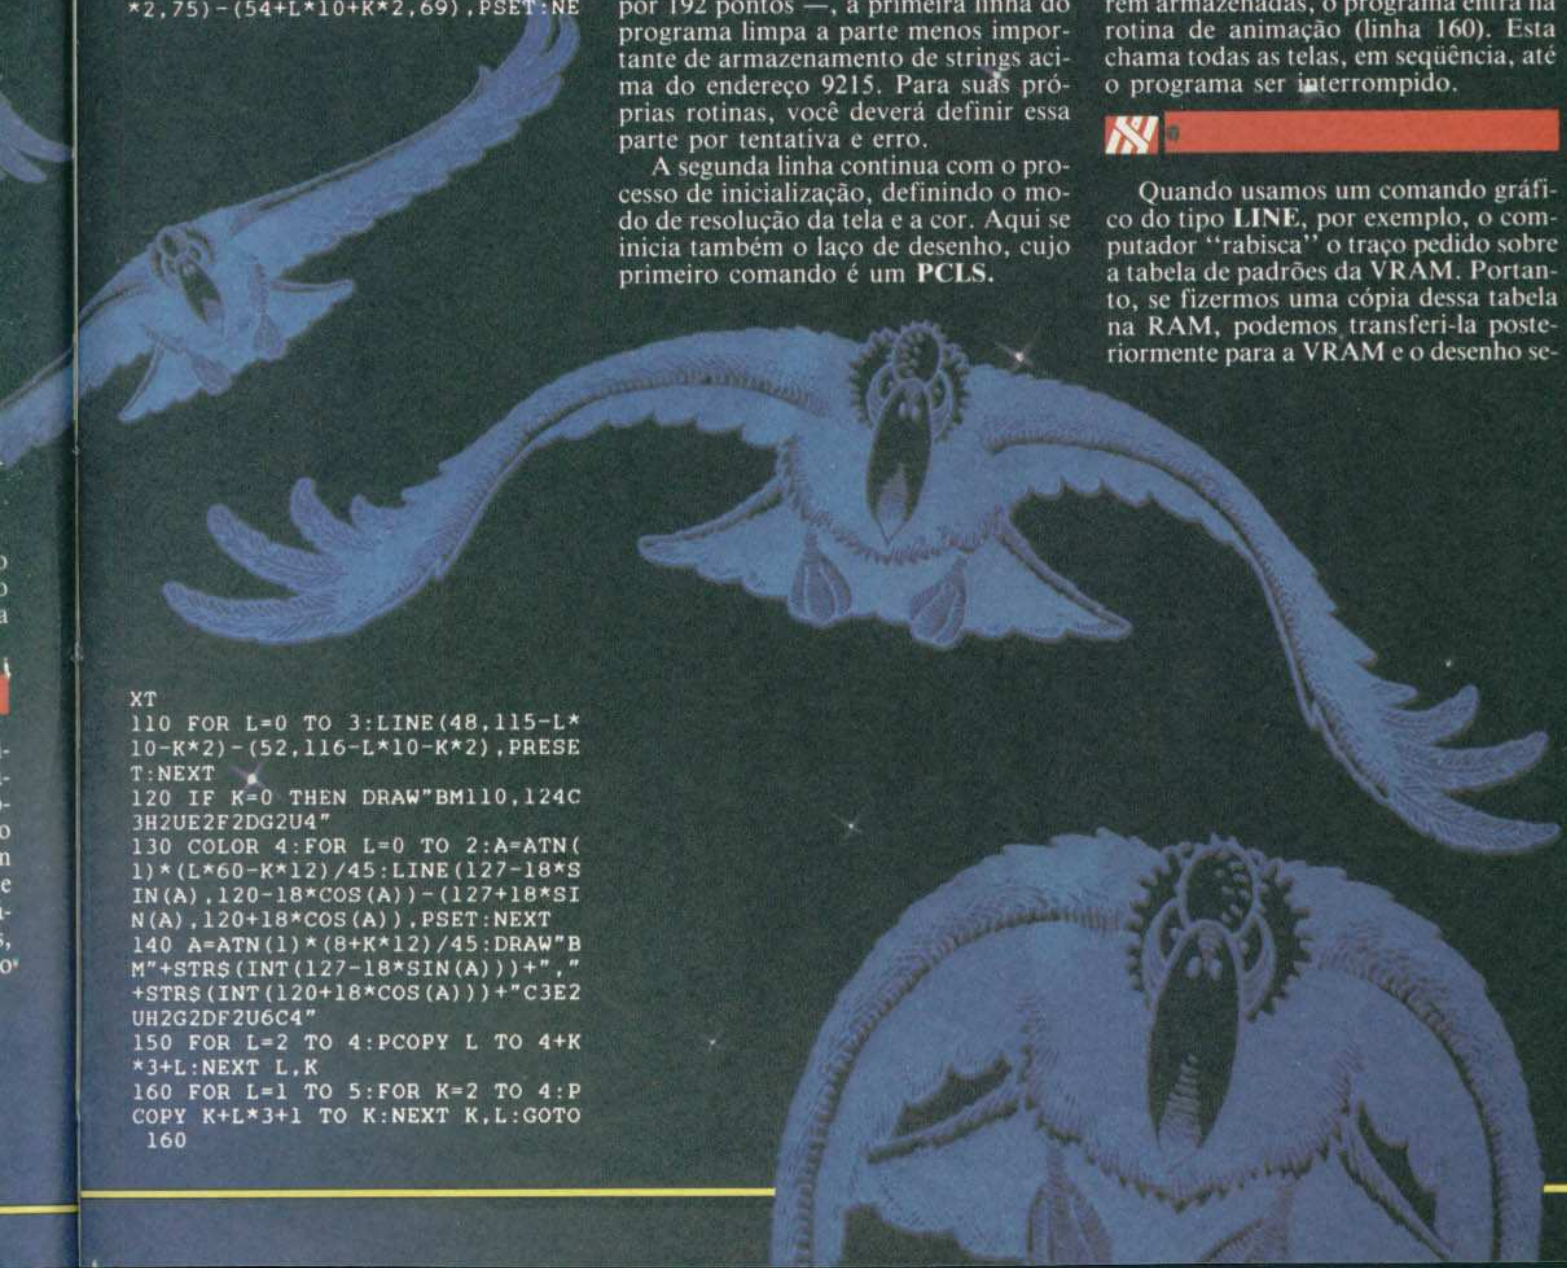 *2,75)-(54+L*10+K*2,69),PSET:NE
XT
110 FOR L=0 TO 3:LINE(48,115-L*
10-K*2)-(52,116-L*10-K*2),PRESE
T:NEXT
120 IF K=0 THEN DRAW"BM110,124C
3H2UE2F2DG2U4"
130 COLOR 4:FOR L=0 TO 2:A=ATN(
1)*(L*60-K*12)/45:LINE(127-18*S
IN(A),120-18*COS(A))-(127+18*SI
N(A),120+18*COS(A)),PSET:NEXT
140 A=ATN(1)*(8+K*12)/45:DRAW"B
M"+STR$(INT(127-18*SIN(A)))+","
+STR$(INT(120+18*COS(A)))+"C3E2
UH2G2DF2U6C4"
150 FOR L=2 TO 4:PCOPY L TO 4+K
*3+L:NEXT L,K
160 FOR L=1 TO 5:FOR K=2 TO 4:P
COPY K+L*3+1 TO K:NEXT K,L:GOTO
160
por 192 pontos —, a primeira linha do
programa limpa a parte menos impor-
tante de armazenamento de strings aci-
ma do endereço 9215. Para suas pró-
prias rotinas, você deverá definir essa
parte por tentativa e erro.
A segunda linha continua com o pro-
cesso de inicialização, definindo o mo-
do de resolução da tela e a cor. Aqui se
inicia também o laço de desenho, cujo
primeiro comando é um PCLS.
rem armazenadas, o programa entra na
rotina de animação (linha 160). Esta
chama todas as telas, em seqüência, até
o programa ser interrompido.
Quando usamos um comando gráfi-
co do tipo LINE, por exemplo, o com-
putador “rabisca” o traço pedido sobre
a tabela de padrões da VRAM. Portan-
to, se fizermos uma cópia dessa tabela
na RAM, podemos transferi-la poste-
riormente para a VRAM e o desenho se-